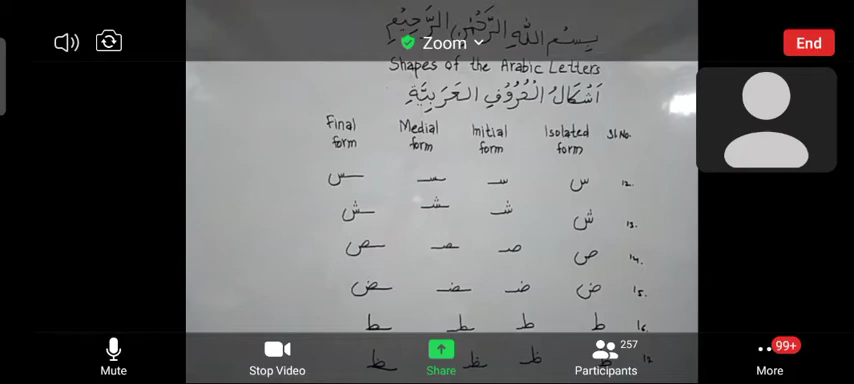 بِسْمِ اللهِ الرَّحْمٰنِ الرَّحِيْمِ
Zoom
End
Shapes of the Arabic Letters
اَشْكَالُ الْحُرُوْفِ الْعَرَبِيَّةِ
Final form Medial form Initial form Isolated form Sl.No.
ـس ـسـ سـ س 12.
ـش ـشـ شـ ش 13.
ـص ـصـ صـ ص 14.
ـض ـضـ ضـ ض 15.
ـط ـطـ طـ ط 16.
ـظ ـظـ ظـ ظ
257
99+
Mute Stop Video Share Participants More